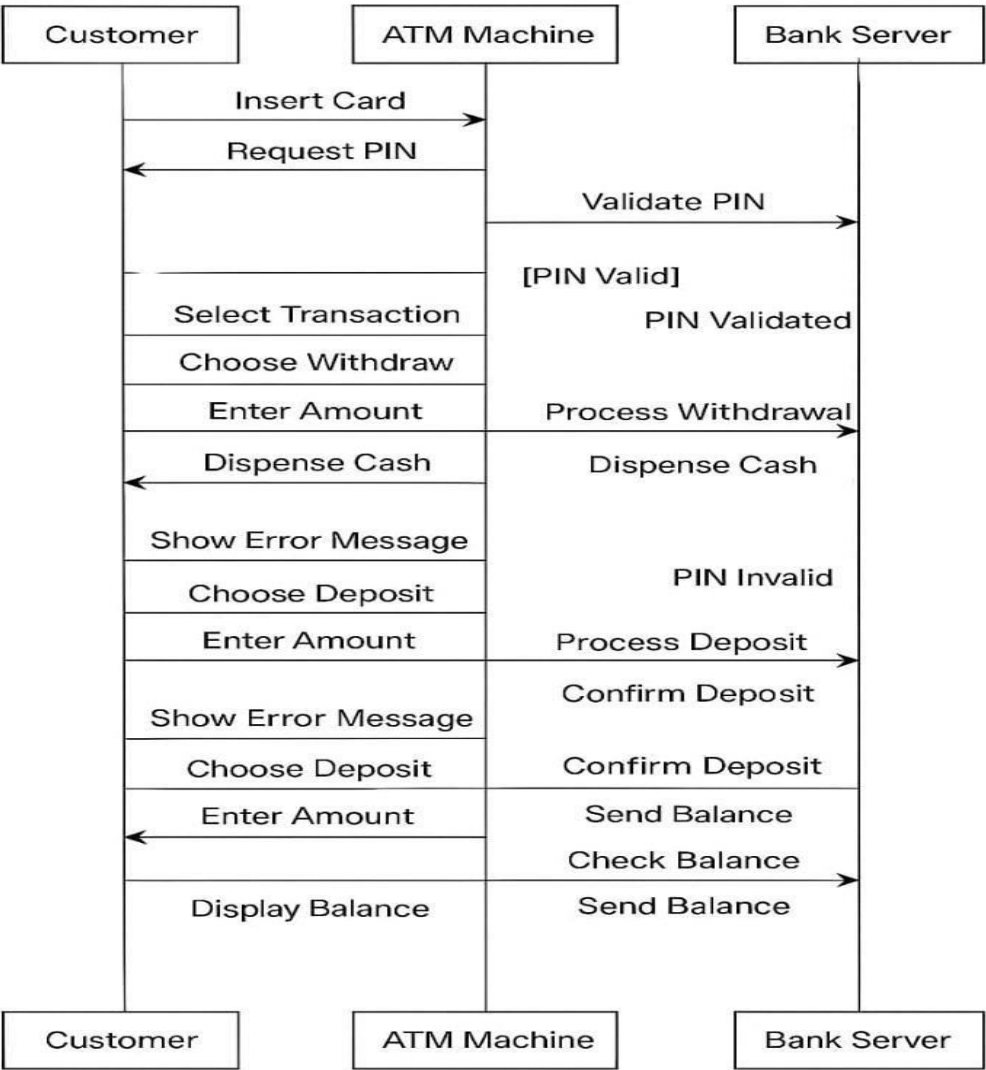 Customer
ATM Machine
Bank Server
Insert Card
Request PIN
Validate PIN
[PIN Valid]
Select Transaction
PIN Validated
Choose Withdraw
Enter Amount
Process Withdrawal
Dispense Cash
Dispense Cash
Show Error Message
PIN Invalid
Choose Deposit
Enter Amount
Process Deposit
Confirm Deposit
Show Error Message
Choose Deposit
Confirm Deposit
Enter Amount
Send Balance
Check Balance
Display Balance
Send Balance
Customer
ATM Machine
Bank Server